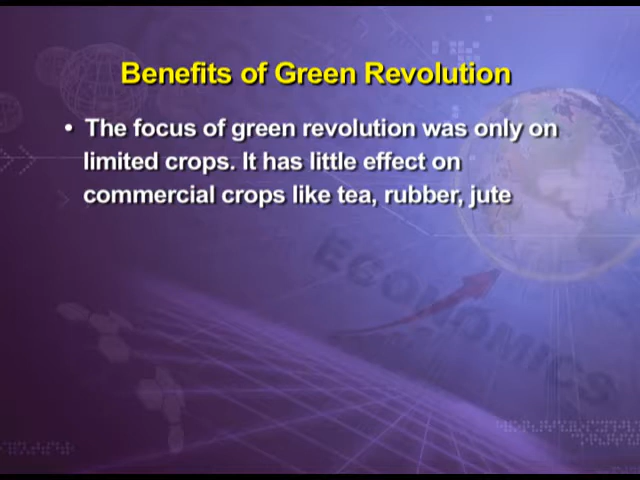 Benefits of Green Revolution
• The focus of green revolution was only on
limited crops. It has little effect on
commercial crops like tea, rubber, jute
ECONOMICS